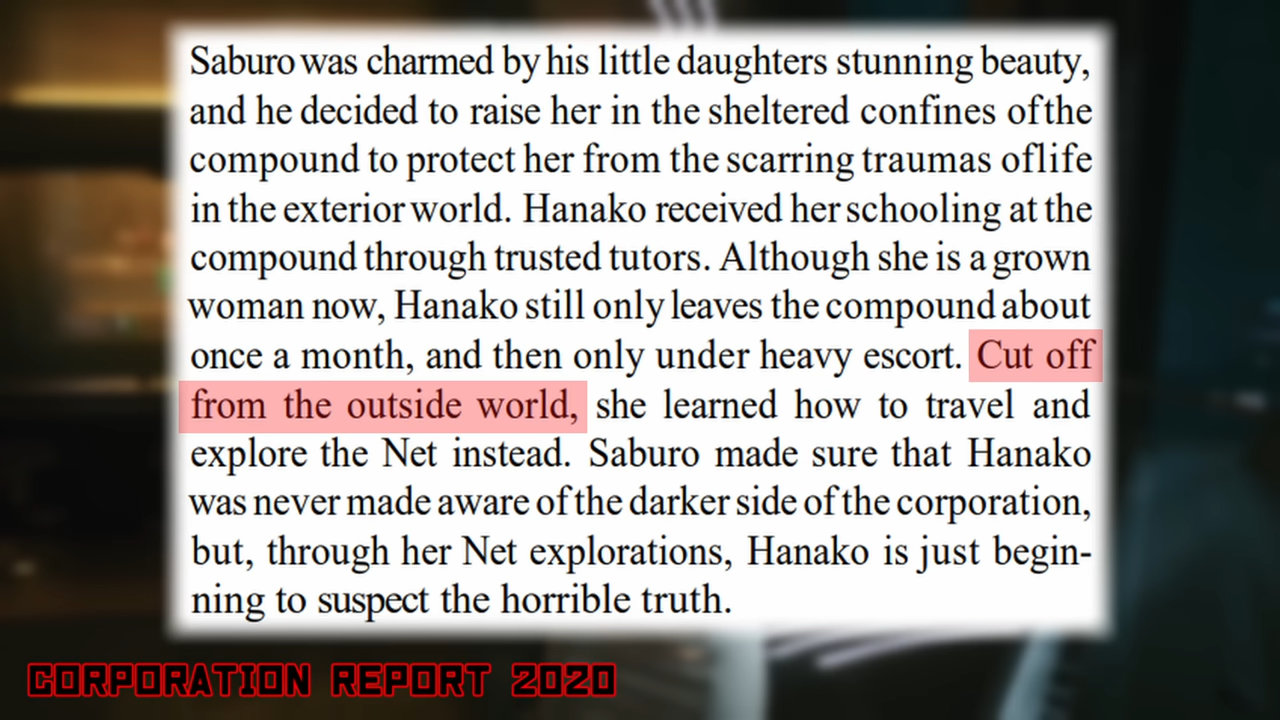 Saburo was charmed by his little daughters stunning beauty,
and he decided to raise her in the sheltered confines of the
compound to protect her from the scarring traumas of life
in the exterior world. Hanako received her schooling at the
compound through trusted tutors. Although she is a grown
woman now, Hanako still only leaves the compound about
once a month, and then only under heavy escort. Cut off
from the outside world, she learned how to travel and
explore the Net instead. Saburo made sure that Hanako
was never made aware of the darker side of the corporation,
but, through her Net explorations, Hanako is just begin-
ning to suspect the horrible truth.
CORPORATION REPORT 2020